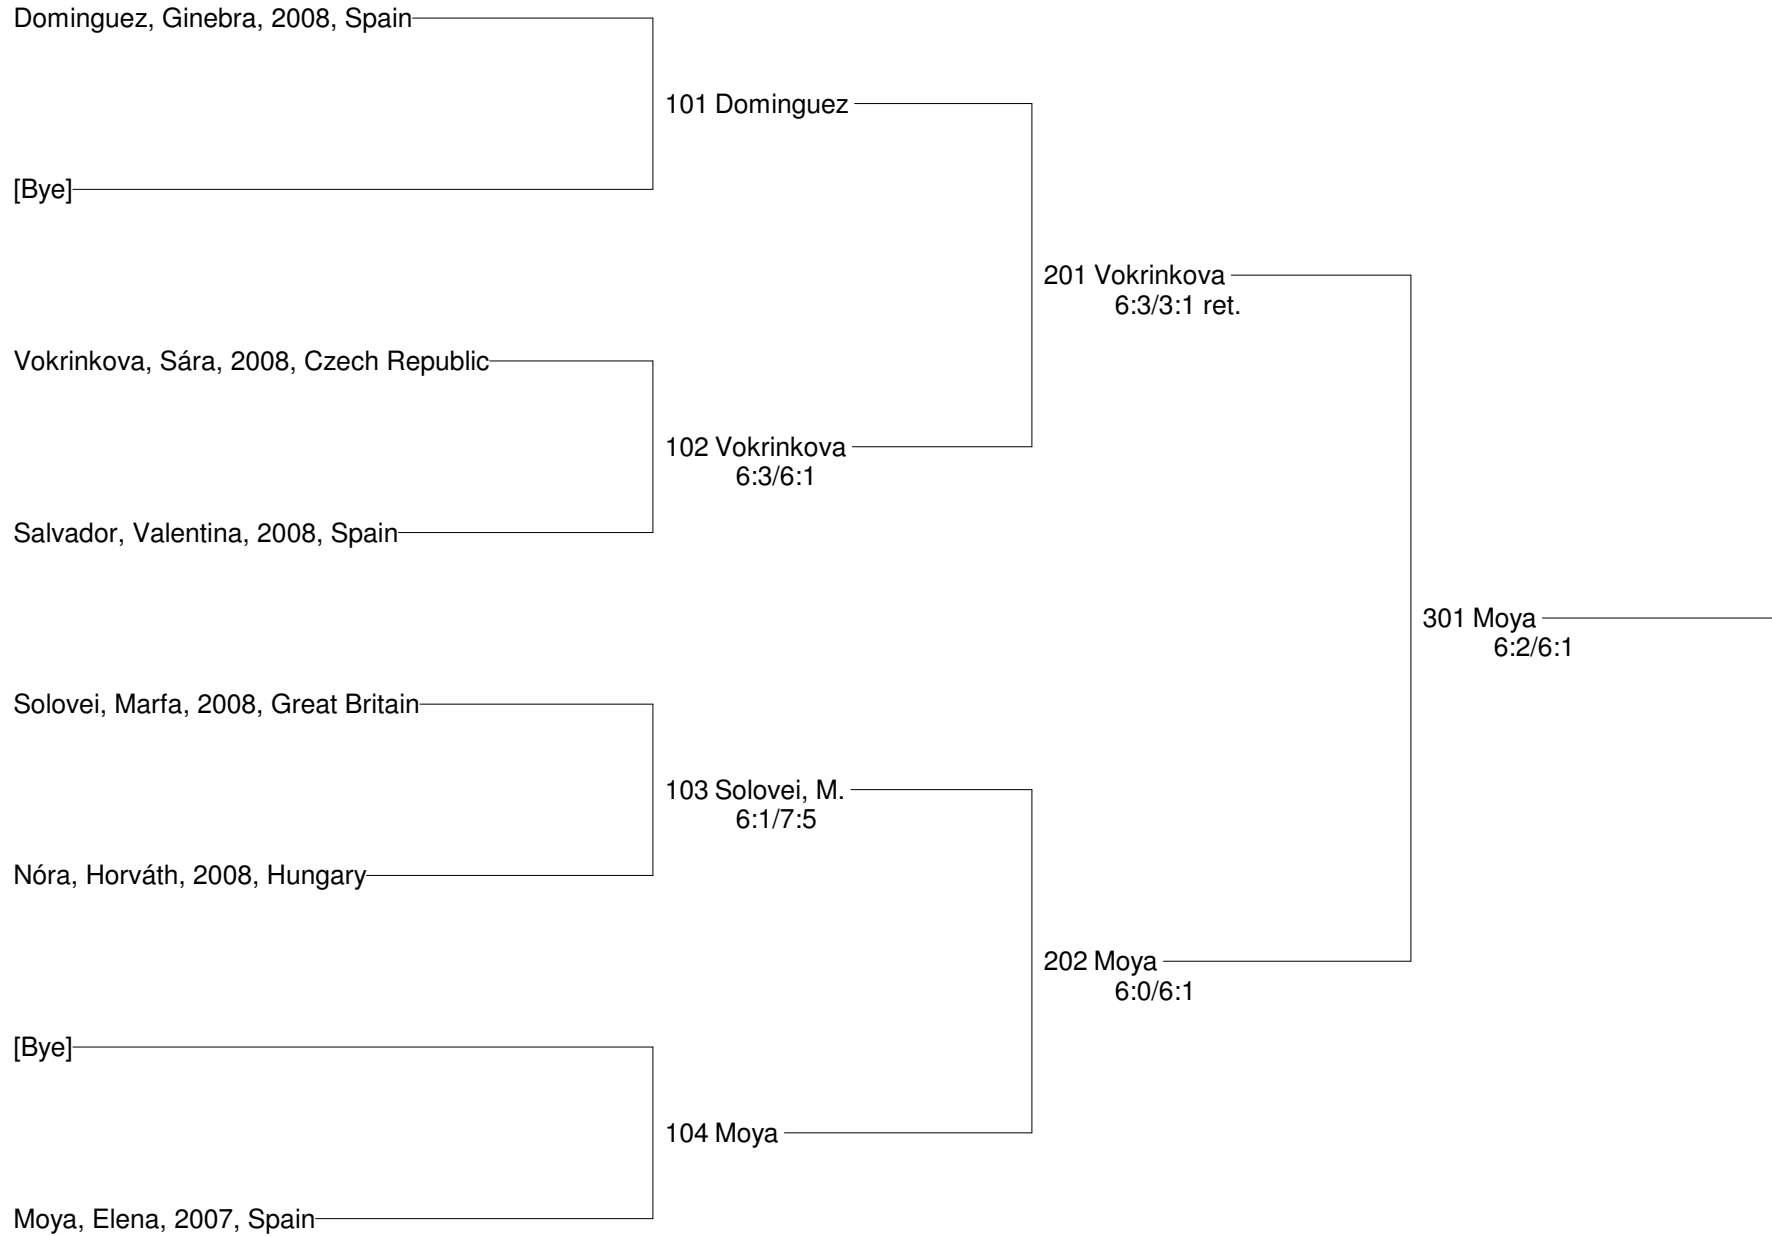 Dominguez, Ginebra, 2008, Spain
101 Dominguez
[Bye]
201 Vokrinkova
6:3/3:1 ret.
Vokrinkova, Sára, 2008, Czech Republic
102 Vokrinkova
6:3/6:1
Salvador, Valentina, 2008, Spain
301 Moya
6:2/6:1
Solovei, Marfa, 2008, Great Britain
103 Solovei, M.
6:1/7:5
Nóra, Horváth, 2008, Hungary
202 Moya
6:0/6:1
[Bye]
104 Moya
Moya, Elena, 2007, Spain